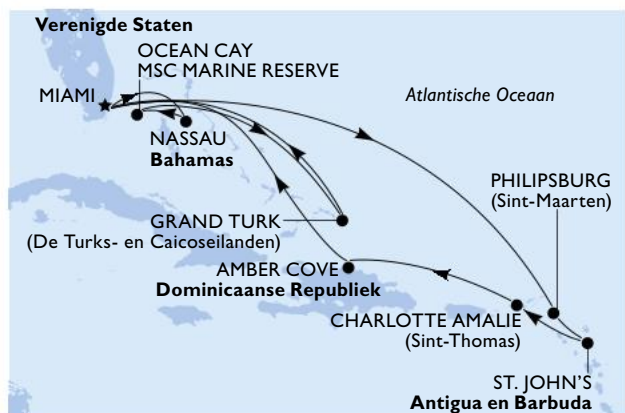 Verenigde Staten
OCEAN CAY
MSC MARINE RESERVE
MIAMI
Atlantische Oceaan
NASSAU
Bahamas
PHILIPSBURG
(Sint-Maarten)
GRAND TURK
(De Turks- en Caicoseilanden)
AMBER COVE
Dominicaanse Republiek
CHARLOTTE AMALIE
(Sint-Thomas)
ST. JOHN'S
Antigua en Barbuda